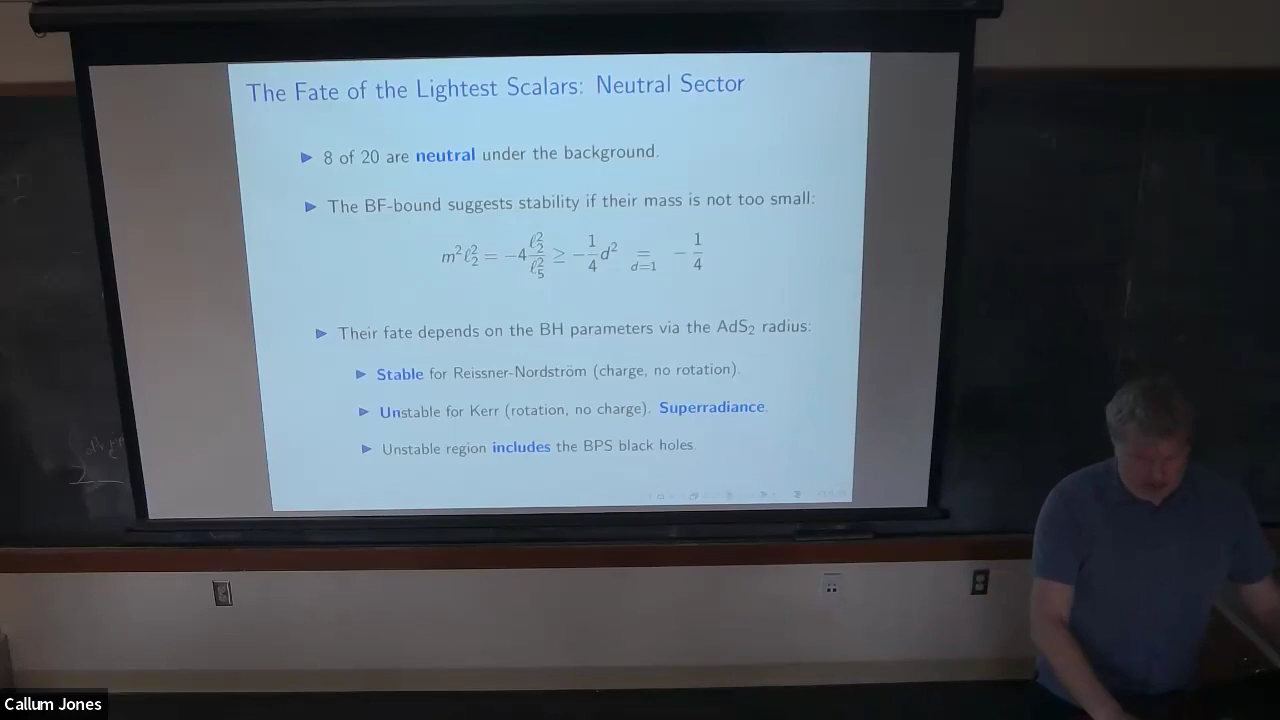 The Fate of the Lightest Scalars: Neutral Sector
▶ 8 of 20 are neutral under the background.
▶ The BF-bound suggests stability if their mass is not too small:
m²ℓ₂² = −4 ℓ₂²/ℓ₅² ≥ −1/4 d² =_{d=1} −1/4
▶ Their fate depends on the BH parameters via the AdS₂ radius:
▶ Stable for Reissner-Nordström (charge, no rotation).
▶ Unstable for Kerr (rotation, no charge). Superradiance.
▶ Unstable region includes the BPS black holes.
Callum Jones